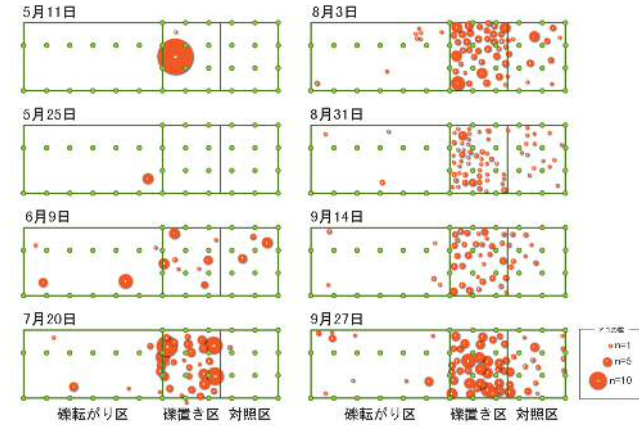 5月11日
5月25日
6月9日
7月20日
礫転がり区 礫置き区 対照区
8月3日
8月31日
9月14日
9月27日
礫転がり区 礫置き区 対照区
n=1
n=5
n=10